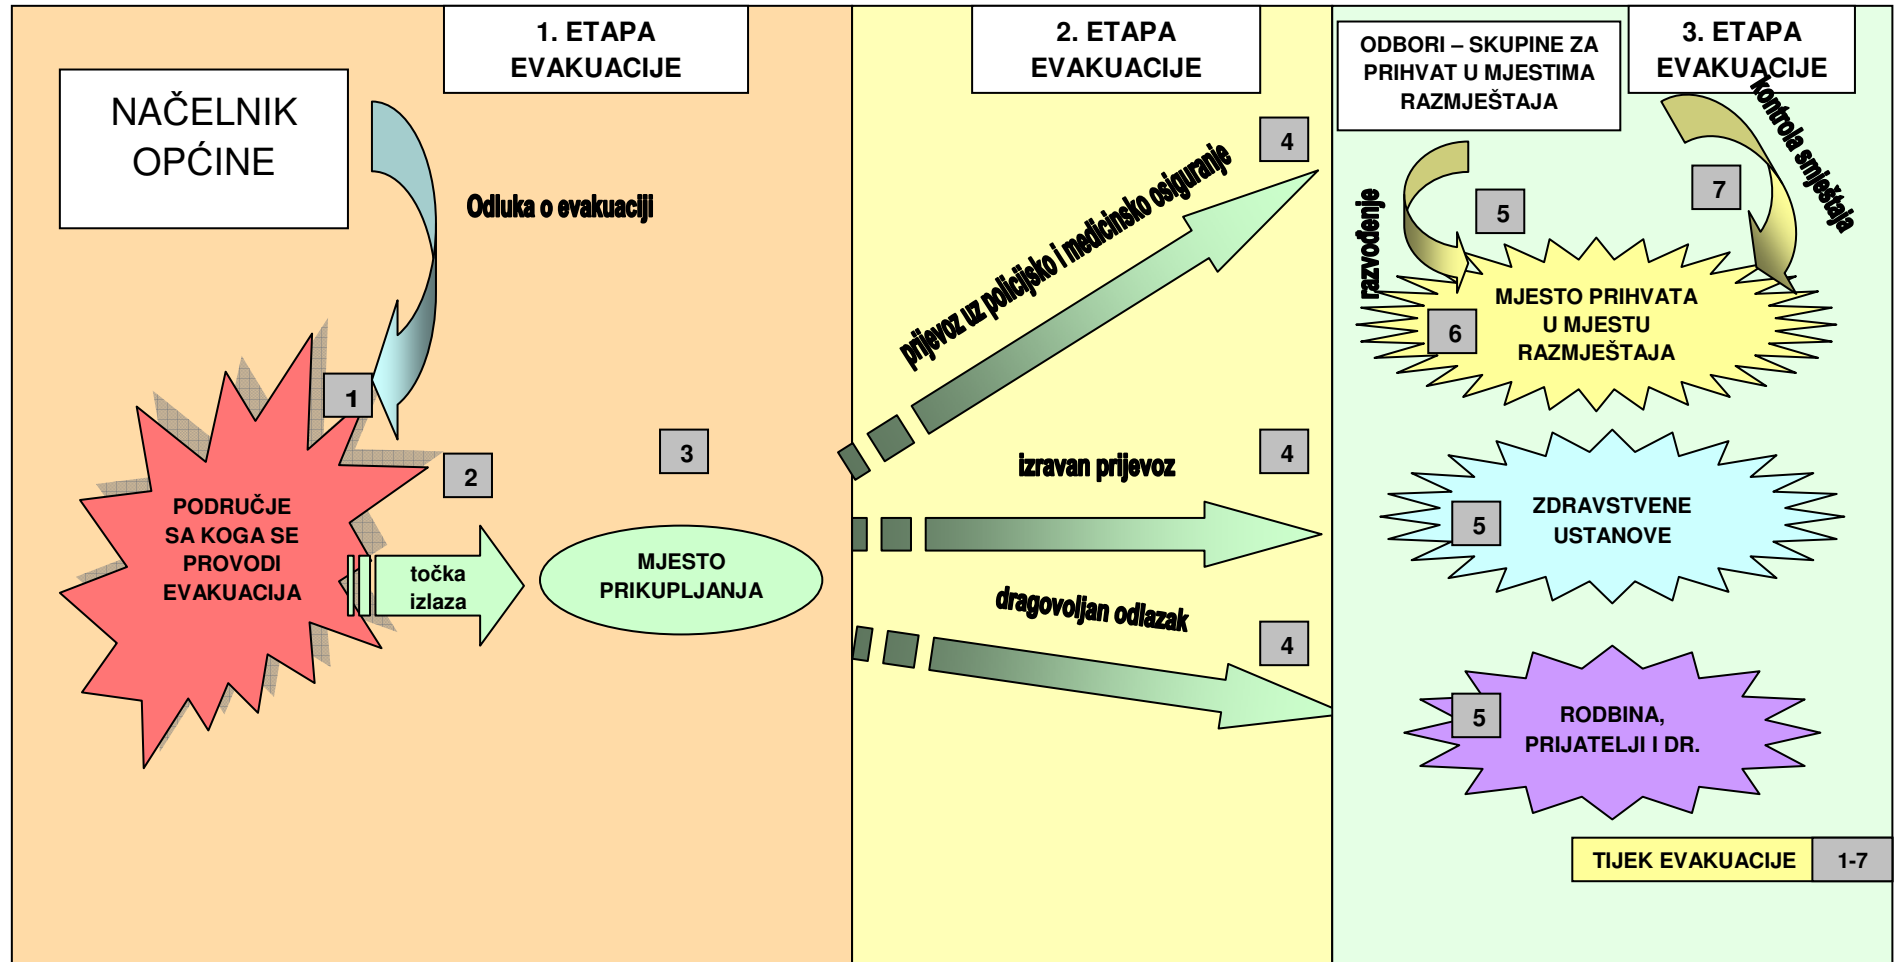 1. ETAPA
EVAKUACIJE
NAČELNIK
OPĆINE
Odluka o evakuaciji
1
2
3
PODRUČJE
SA KOGA SE
PROVODI
EVAKUACIJA
točka
izlaza
MJESTO
PRIKUPLJANJA
2. ETAPA
EVAKUACIJE
4
prijevoz uz policijsko i medicinsko osiguranje
izravan prijevoz
4
dragovoljan odlazak
4
ODBORI – SKUPINE ZA
PRIHVAT U MJESTIMA
RAZMJEŠTAJA
3. ETAPA
EVAKUACIJE
kontrola smještaja
7
5
razvođenje
MJESTO PRIHVATA
U MJESTU
RAZMJEŠTAJA
6
ZDRAVSTVENE
USTANOVE
5
RODBINA,
PRIJATELJI I DR.
5
TIJEK EVAKUACIJE
1-7